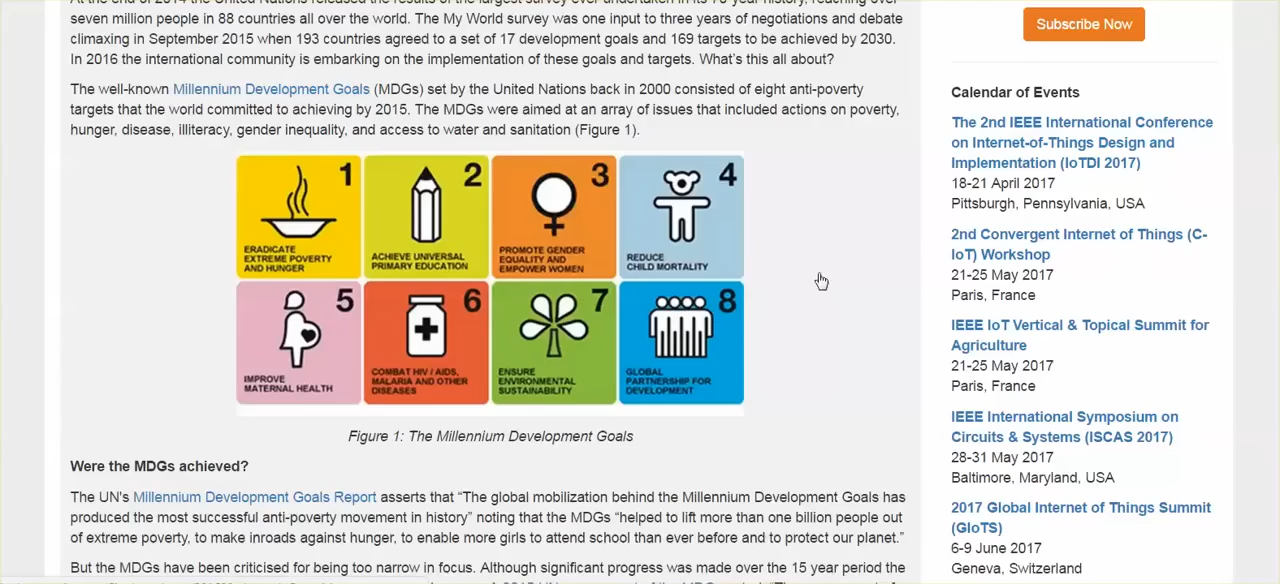 seven million people in 88 countries all over the world. The My World survey was one input to three years of negotiations and debate
climaxing in September 2015 when 193 countries agreed to a set of 17 development goals and 169 targets to be achieved by 2030.
In 2016 the international community is embarking on the implementation of these goals and targets. What's this all about?
The well-known Millennium Development Goals (MDGs) set by the United Nations back in 2000 consisted of eight anti-poverty
targets that the world committed to achieving by 2015. The MDGs were aimed at an array of issues that included actions on poverty,
hunger, disease, illiteracy, gender inequality, and access to water and sanitation (Figure 1).
1
ERADICATE
EXTREME POVERTY
AND HUNGER
2
ACHIEVE UNIVERSAL
PRIMARY EDUCATION
3
PROMOTE GENDER
EQUALITY AND
EMPOWER WOMEN
4
REDUCE
CHILD MORTALITY
5
IMPROVE
MATERNAL HEALTH
6
COMBAT HIV / AIDS,
MALARIA AND OTHER
DISEASES
7
ENSURE
ENVIRONMENTAL
SUSTAINABILITY
8
GLOBAL
PARTNERSHIP FOR
DEVELOPMENT
Figure 1: The Millennium Development Goals
Were the MDGs achieved?
The UN's Millennium Development Goals Report asserts that “The global mobilization behind the Millennium Development Goals has
produced the most successful anti-poverty movement in history” noting that the MDGs “helped to lift more than one billion people out
of extreme poverty, to make inroads against hunger, to enable more girls to attend school than ever before and to protect our planet.”
But the MDGs have been criticised for being too narrow in focus. Although significant progress was made over the 15 year period the
Subscribe Now
Calendar of Events
The 2nd IEEE International Conference
on Internet-of-Things Design and
Implementation (IoTDI 2017)
18-21 April 2017
Pittsburgh, Pennsylvania, USA
2nd Convergent Internet of Things (C-
IoT) Workshop
21-25 May 2017
Paris, France
IEEE IoT Vertical & Topical Summit for
Agriculture
21-25 May 2017
Paris, France
IEEE International Symposium on
Circuits & Systems (ISCAS 2017)
28-31 May 2017
Baltimore, Maryland, USA
2017 Global Internet of Things Summit
(GIoTS)
6-9 June 2017
Geneva, Switzerland